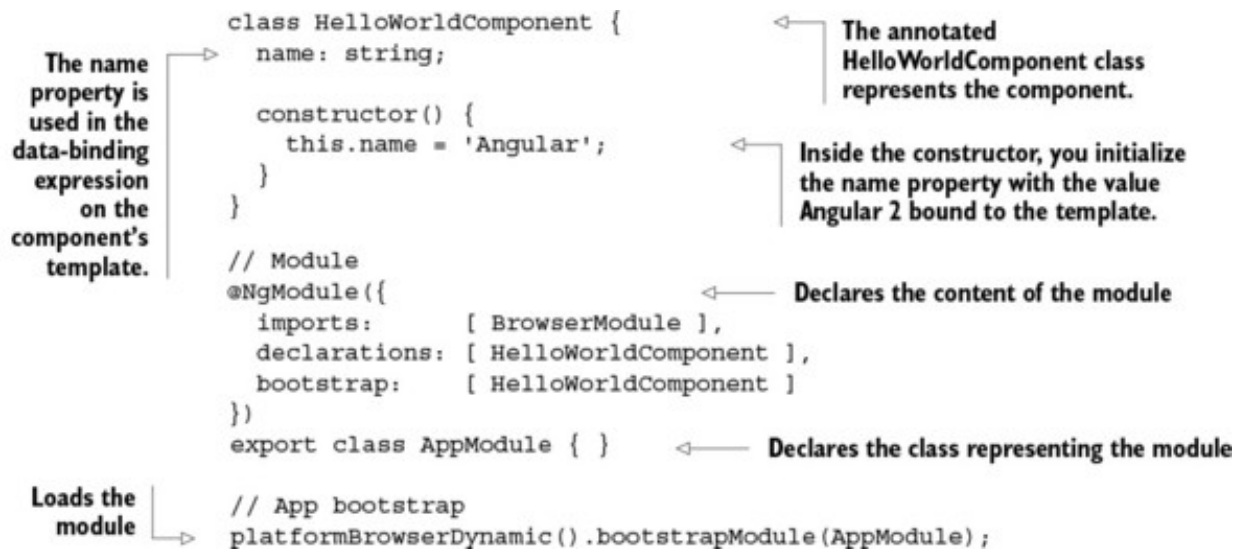 class HelloWorldComponent {
name: string;
constructor() {
this.name = 'Angular';
}
}
// Module
@NgModule({
imports:      [ BrowserModule ],
declarations: [ HelloWorldComponent ],
bootstrap:    [ HelloWorldComponent ]
})
export class AppModule { }
// App bootstrap
platformBrowserDynamic().bootstrapModule(AppModule);
The name
property is
used in the
data-binding
expression
on the
component's
template.
Loads the
module
The annotated
HelloWorldComponent class
represents the component.
Inside the constructor, you initialize
the name property with the value
Angular 2 bound to the template.
Declares the content of the module
Declares the class representing the module